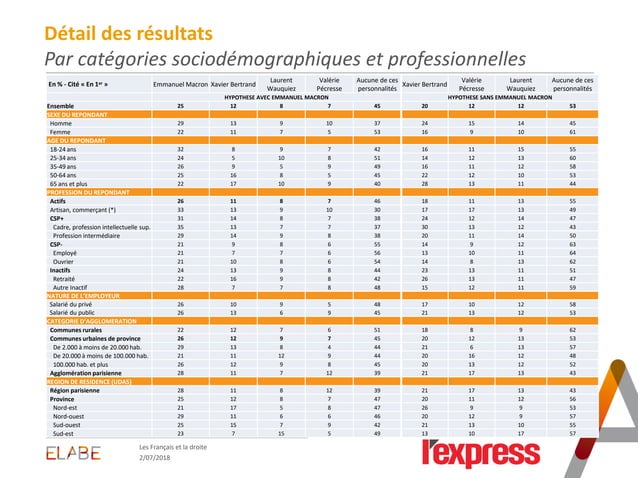 Détail des résultats
Par catégories sociodémographiques et professionnelles
En % - Cité « En 1er » Emmanuel Macron Xavier Bertrand Laurent Wauquiez Valérie Pécresse Aucune de ces personnalités Xavier Bertrand Valérie Pécresse Laurent Wauquiez Aucune de ces personnalités
HYPOTHESE AVEC EMMANUEL MACRON HYPOTHESE SANS EMMANUEL MACRON
Ensemble 25 12 8 7 45 20 12 12 53
SEXE DU REPONDANT
Homme 29 13 9 10 37 24 15 14 45
Femme 22 11 7 5 53 16 9 10 61
AGE DU REPONDANT
18-24 ans 32 8 9 7 42 16 11 15 55
25-34 ans 24 5 10 8 51 14 12 13 60
35-49 ans 26 9 5 9 49 16 11 12 58
50-64 ans 25 16 8 5 45 22 12 10 53
65 ans et plus 22 17 10 9 40 28 13 11 44
PROFESSION DU REPONDANT
Actifs 26 11 8 7 46 18 11 13 55
Artisan, commerçant (*) 33 13 9 10 30 17 17 13 49
CSP+ 31 14 8 7 38 24 12 14 47
Cadre, profession intellectuelle sup. 35 13 7 7 37 30 13 12 43
Profession intermédiaire 29 14 9 8 38 20 11 14 50
CSP- 21 9 8 6 55 14 9 12 63
Employé 21 7 7 6 56 13 10 11 64
Ouvrier 21 10 8 6 54 14 8 13 62
Inactifs 24 13 9 8 44 23 13 11 51
Retraité 22 16 9 8 42 26 13 11 47
Autre Inactif 28 7 7 8 48 15 12 11 59
NATURE DE L'EMPLOYEUR
Salarié du privé 26 10 9 5 48 17 10 12 58
Salarié du public 26 13 6 9 45 21 13 12 53
CATEGORIE D'AGGLOMERATION
Communes rurales 22 12 7 6 51 18 8 9 62
Communes urbaines de province 26 12 9 7 45 20 12 13 53
De 2.000 à moins de 20.000 hab. 29 13 8 4 44 21 6 13 57
De 20.000 à moins de 100.000 hab. 21 11 12 9 44 20 16 12 48
100.000 hab. et plus 26 12 9 8 45 20 13 12 52
Agglomération parisienne 28 11 7 12 39 21 17 13 43
REGION DE RESIDENCE (UDA5)
Région parisienne 28 11 8 12 39 21 17 13 43
Province 25 12 8 7 47 20 11 12 56
Nord-est 21 17 5 8 47 26 9 9 53
Nord-ouest 29 11 6 6 46 20 12 9 57
Sud-ouest 25 15 7 9 42 21 13 10 55
Sud-est 23 7 15 5 49 13 10 17 57
ELABE
Les Français et la droite
2/07/2018
l'express